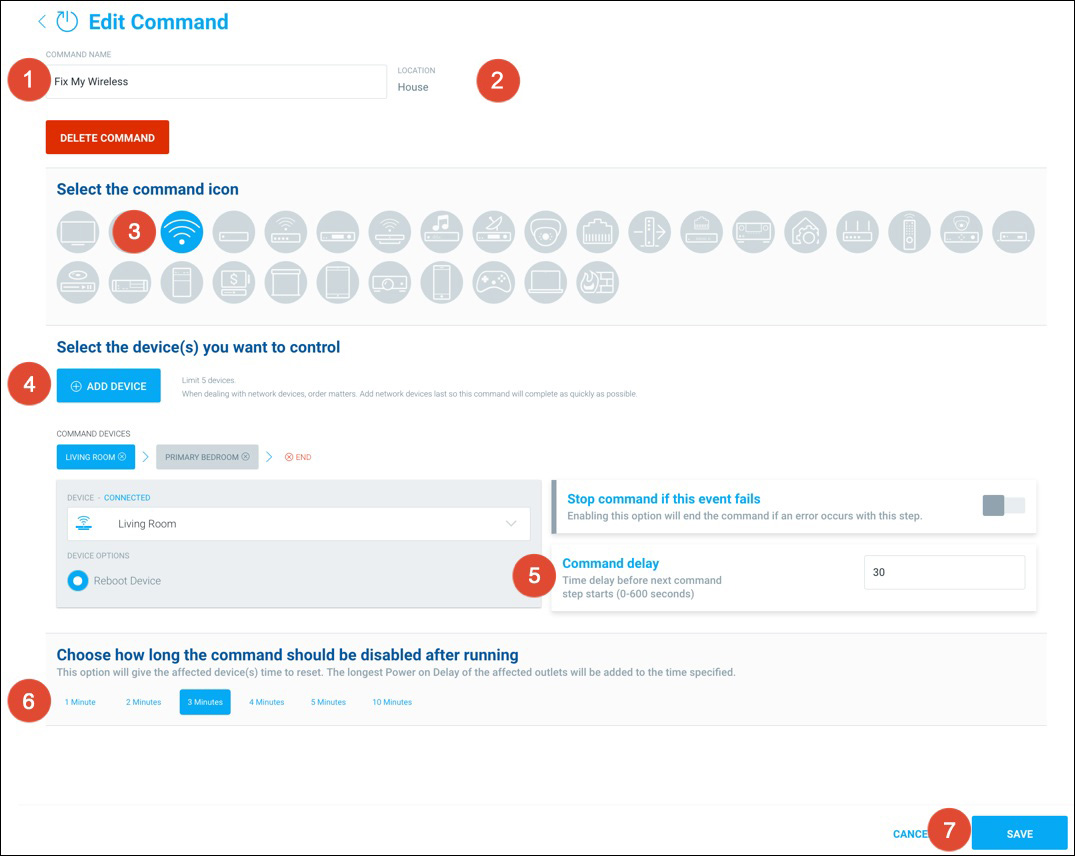 Edit Command
COMMAND NAME
1
Fix My Wireless
LOCATION
House
2
DELETE COMMAND
Select the command icon
3
$
Select the device(s) you want to control
4
ADD DEVICE
Limit 5 devices.
When dealing with network devices, order matters. Add network devices last so this command will complete as quickly as possible.
COMMAND DEVICES
LIVING ROOM
PRIMARY BEDROOM
END
DEVICE - CONNECTED
Living Room
DEVICE OPTIONS
Reboot Device
Stop command if this event fails
Enabling this option will end the command if an error occurs with this step.
5
Command delay
Time delay before next command
step starts (0-600 seconds)
30
Choose how long the command should be disabled after running
This option will give the affected device(s) time to reset. The longest Power on Delay of the affected outlets will be added to the time specified.
6
1 Minute 2 Minutes 3 Minutes 4 Minutes 5 Minutes 10 Minutes
CANCE 7 SAVE